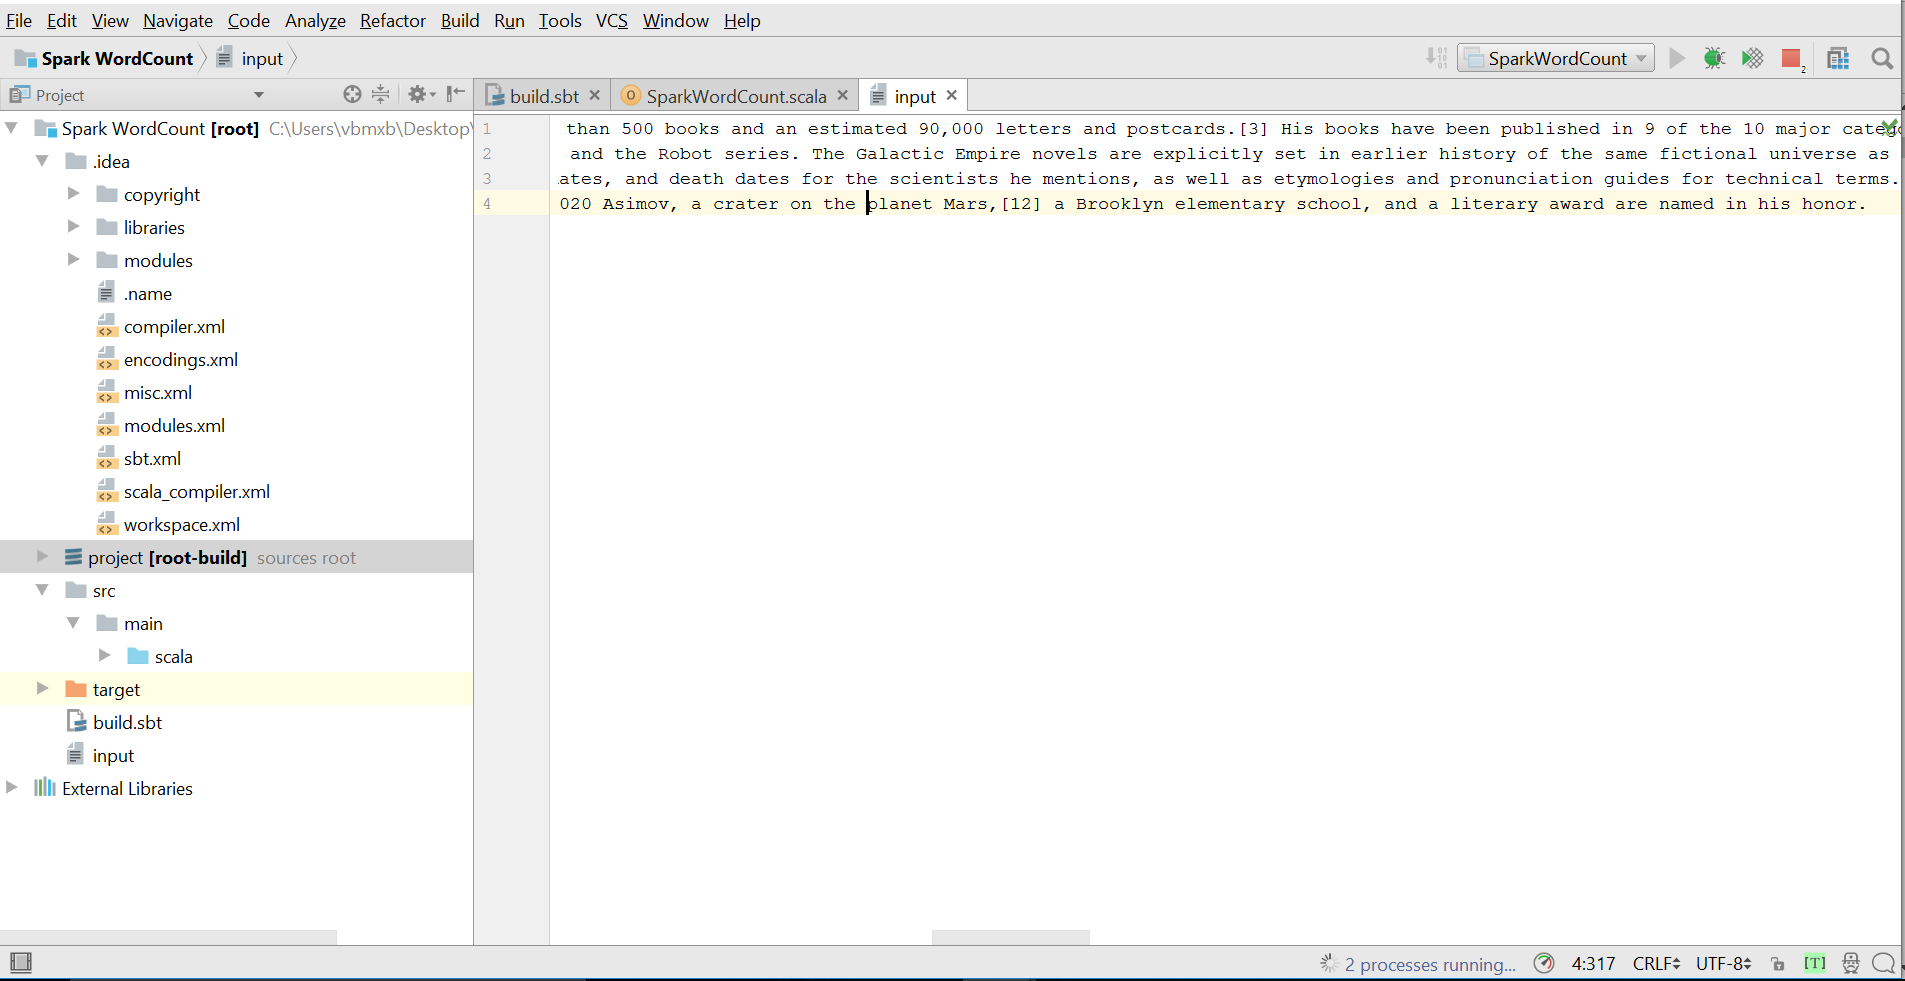 File Edit View Navigate Code Analyze Refactor Build Run Tools VCS Window Help
Spark WordCount input
SparkWordCount
2
Project
build.sbt
SparkWordCount.scala
input
Spark WordCount [root] C:\Users\vbmxb\Desktop\
.idea
copyright
libraries
modules
.name
compiler.xml
encodings.xml
misc.xml
modules.xml
sbt.xml
scala_compiler.xml
workspace.xml
project [root-build] sources root
src
main
scala
target
build.sbt
input
External Libraries
1 than 500 books and an estimated 90,000 letters and postcards.[3] His books have been published in 9 of the 10 major catego
2 and the Robot series. The Galactic Empire novels are explicitly set in earlier history of the same fictional universe as
3 ates, and death dates for the scientists he mentions, as well as etymologies and pronunciation guides for technical terms.
4 020 Asimov, a crater on the planet Mars,[12] a Brooklyn elementary school, and a literary award are named in his honor.
2 processes running... 4:317 CRLF UTF-8 [T]